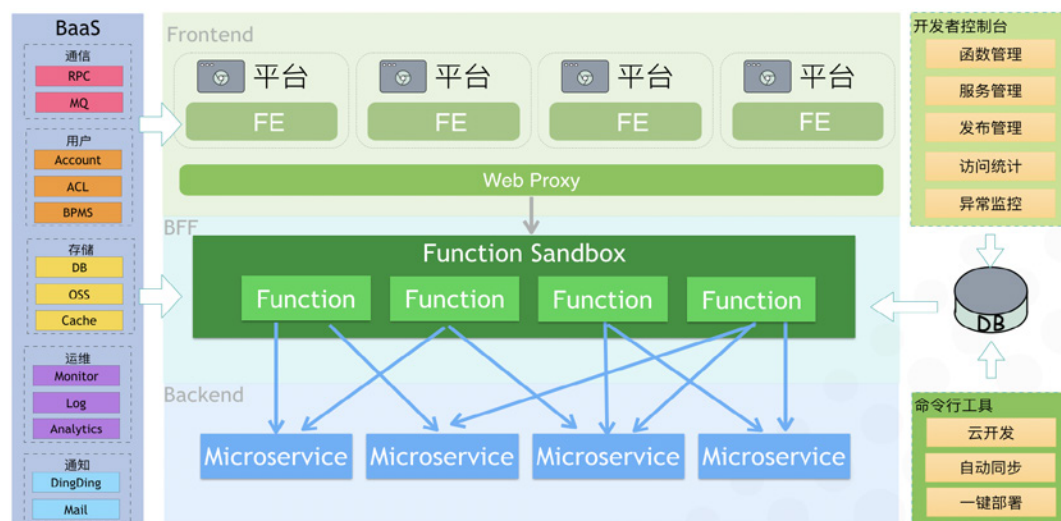 BaaS
通信
RPC
MQ
用户
Account
ACL
BPMS
存储
DB
OSS
Cache
运维
Monitor
Log
Analytics
通知
DingDing
Mail
Frontend
平台
平台
平台
平台
FE
FE
FE
FE
Web Proxy
BFF
Function Sandbox
Function
Function
Function
Function
Backend
Microservice
Microservice
Microservice
Microservice
开发者控制台
函数管理
服务管理
发布管理
访问统计
异常监控
DB
命令行工具
云开发
自动同步
一键部署